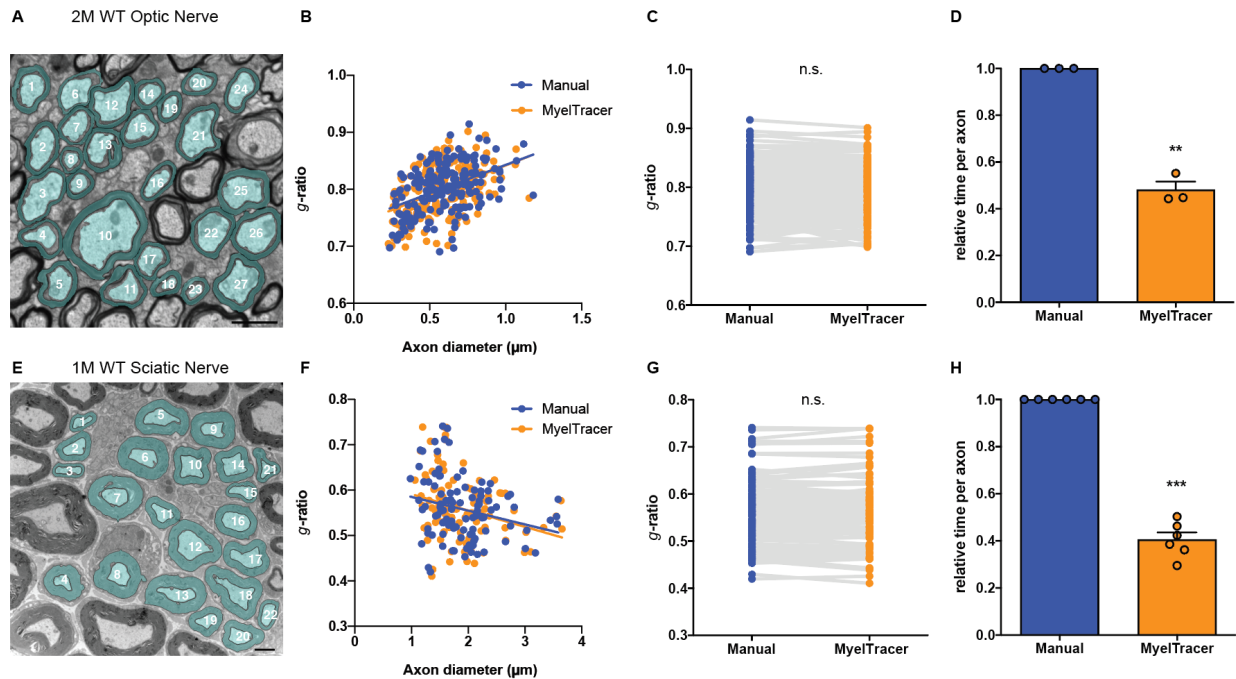 A 2M WT Optic Nerve
1 2 3 4 5 6 7 8 9 10 11 12 13 14 15 16 17 18 19 20 21 22 23 24 25 26 27
B
g-ratio
1.0
0.9
0.8
0.7
0.6
0.0 0.5 1.0 1.5
Axon diameter (µm)
Manual
MyelTracer
C
g-ratio
1.0
0.9
0.8
0.7
0.6
n.s.
Manual MyelTracer
D
relative time per axon
1.0
0.8
0.6
0.4
0.2
0.0
**
Manual MyelTracer
E 1M WT Sciatic Nerve
1 2 3 4 5 6 7 8 9 10 11 12 13 14 15 16 17 18 19 20 21 22
F
g-ratio
0.8
0.7
0.6
0.5
0.4
0.3
0 1 2 3 4
Axon diameter (µm)
Manual
MyelTracer
G
g-ratio
0.8
0.7
0.6
0.5
0.4
0.3
n.s.
Manual MyelTracer
H
relative time per axon
1.0
0.8
0.6
0.4
0.2
0.0
***
Manual MyelTracer